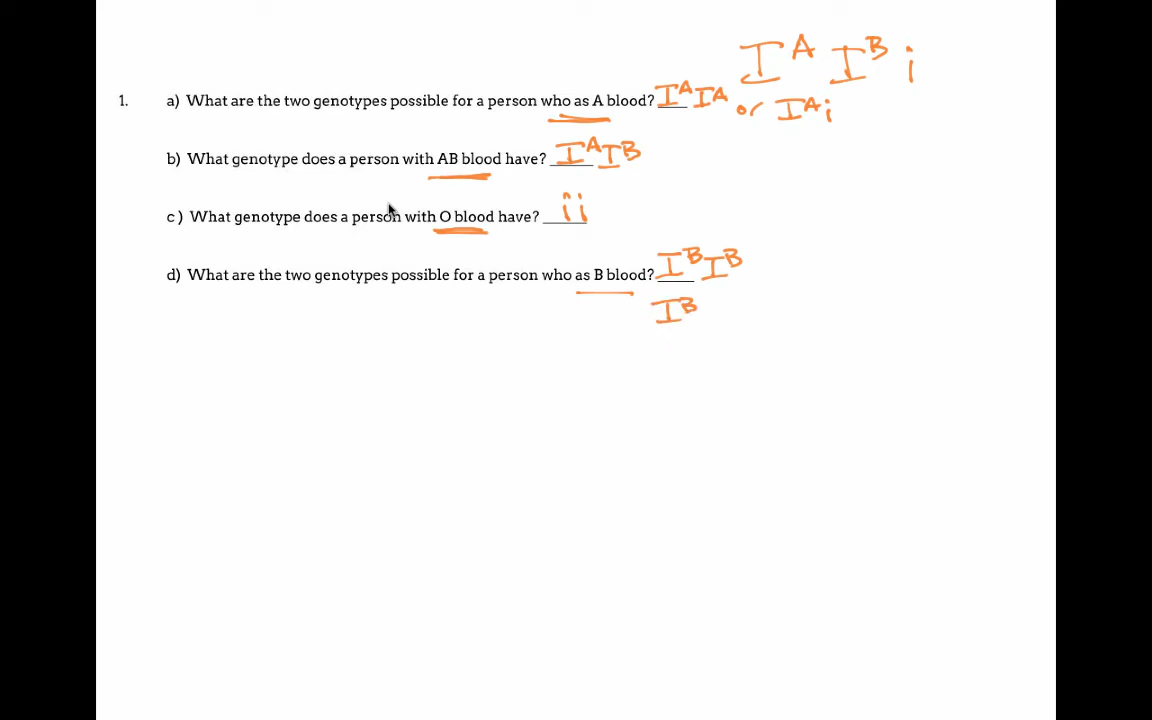 I^A I^B i
1. a) What are the two genotypes possible for a person who as A blood? I^A I^A
or I^A i
b) What genotype does a person with AB blood have? I^A I^B
c ) What genotype does a person with O blood have? ii
d) What are the two genotypes possible for a person who as B blood? I^B I^B
I^B